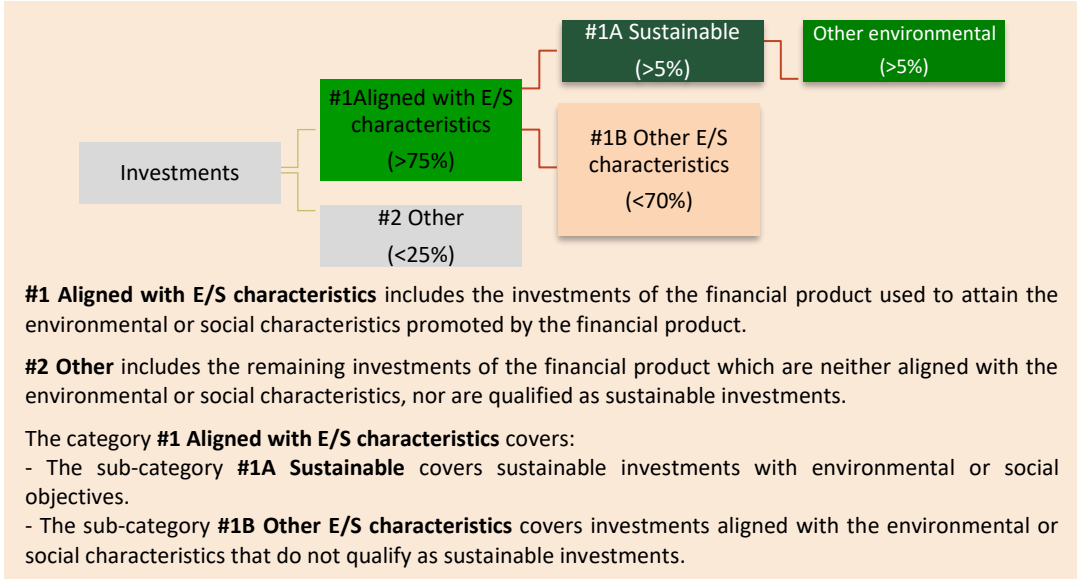 #1A Sustainable
(>5%)
Other environmental
(>5%)
#1Aligned with E/S
characteristics
(>75%)
#1B Other E/S
characteristics
(<70%)
Investments
#2 Other
(<25%)
#1 Aligned with E/S characteristics includes the investments of the financial product used to attain the
environmental or social characteristics promoted by the financial product.
#2 Other includes the remaining investments of the financial product which are neither aligned with the
environmental or social characteristics, nor are qualified as sustainable investments.
The category #1 Aligned with E/S characteristics covers:
- The sub-category #1A Sustainable covers sustainable investments with environmental or social
objectives.
- The sub-category #1B Other E/S characteristics covers investments aligned with the environmental or
social characteristics that do not qualify as sustainable investments.